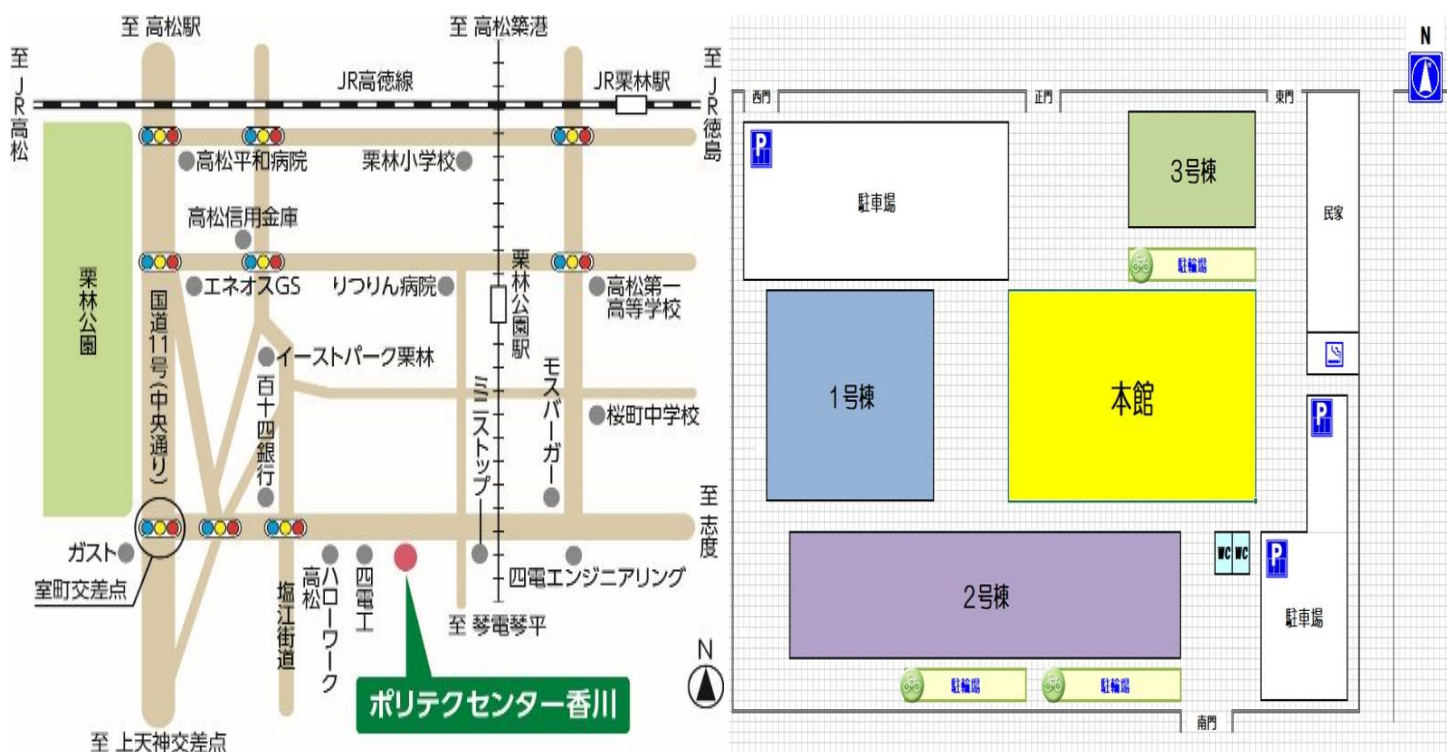 至 高松駅
至 高松築港
至JR高松
JR高徳線
JR栗林駅
至JR徳島
高松平和病院
栗林小学校
高松信用金庫
エネオスGS
りつりん病院
栗林公園駅
高松第一
高等学校
栗林公園
国道11号(中央通り)
イーストパーク栗林
百十四銀行
ミニストップ
モスバーガー
桜町中学校
至 志度
ガスト
室町交差点
塩江街道
ハローワーク
高松
四電工
四電エンジニアリング
至 琴電琴平
N
ポリテクセンター香川
至 上天神交差点
N
西門
正門
東門
P
駐車場
3号棟
民家
駐輪場
1号棟
本館
P
WC WC
P
2号棟
駐車場
駐輪場
駐輪場
南門